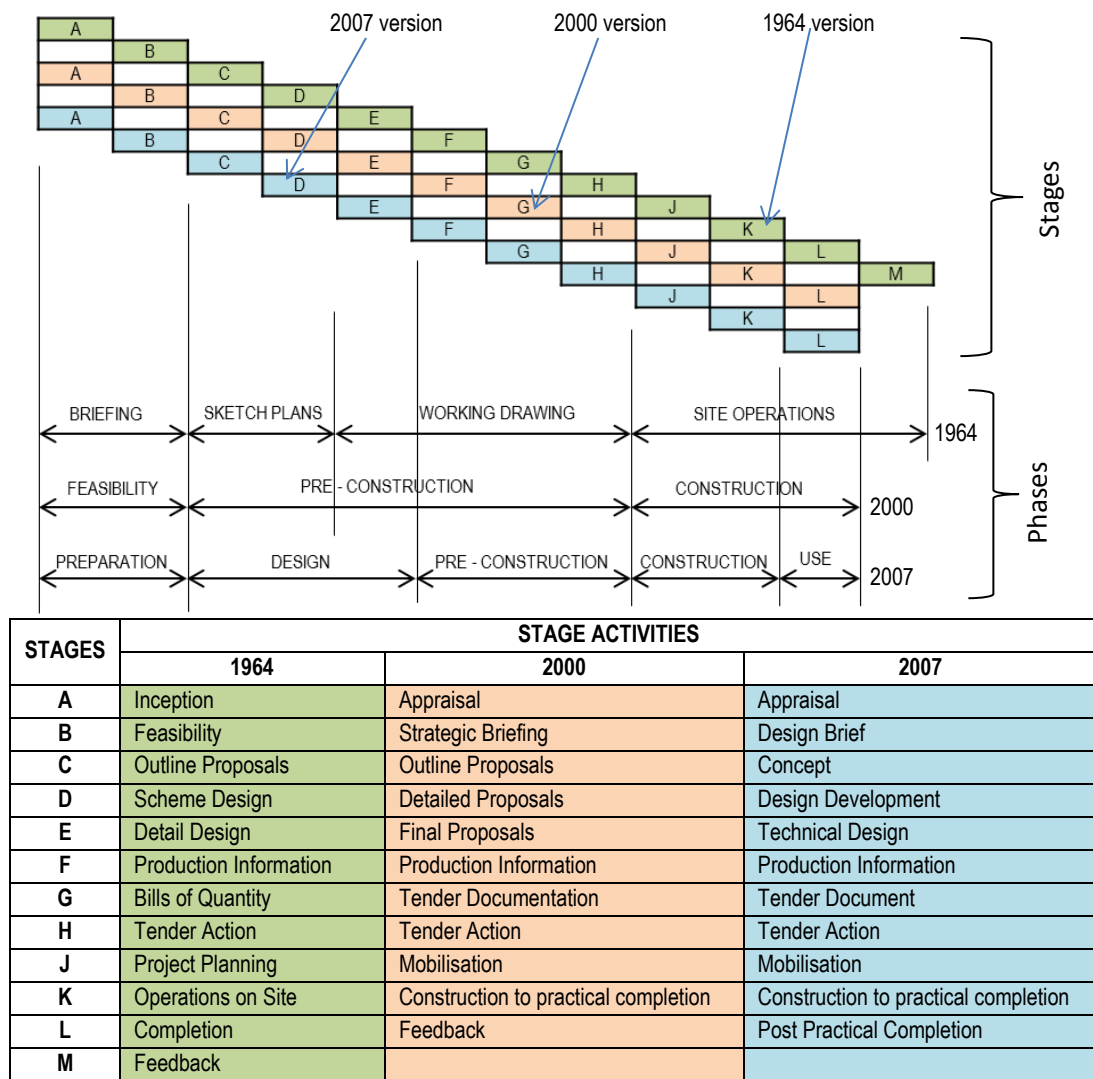 2007 version 2000 version 1964 version
A
B
A C
B D
A C E
B D F
C E G
D F H
E G J
F H K
G J L
H K M
J L
K
L
Stages
BRIEFING SKETCH PLANS WORKING DRAWING SITE OPERATIONS
1964
FEASIBILITY PRE - CONSTRUCTION CONSTRUCTION
2000
PREPARATION DESIGN PRE - CONSTRUCTION CONSTRUCTION USE
2007
Phases
STAGES STAGE ACTIVITIES
1964 2000 2007
A Inception Appraisal Appraisal
B Feasibility Strategic Briefing Design Brief
C Outline Proposals Outline Proposals Concept
D Scheme Design Detailed Proposals Design Development
E Detail Design Final Proposals Technical Design
F Production Information Production Information Production Information
G Bills of Quantity Tender Documentation Tender Document
H Tender Action Tender Action Tender Action
J Project Planning Mobilisation Mobilisation
K Operations on Site Construction to practical completion Construction to practical completion
L Completion Feedback Post Practical Completion
M Feedback